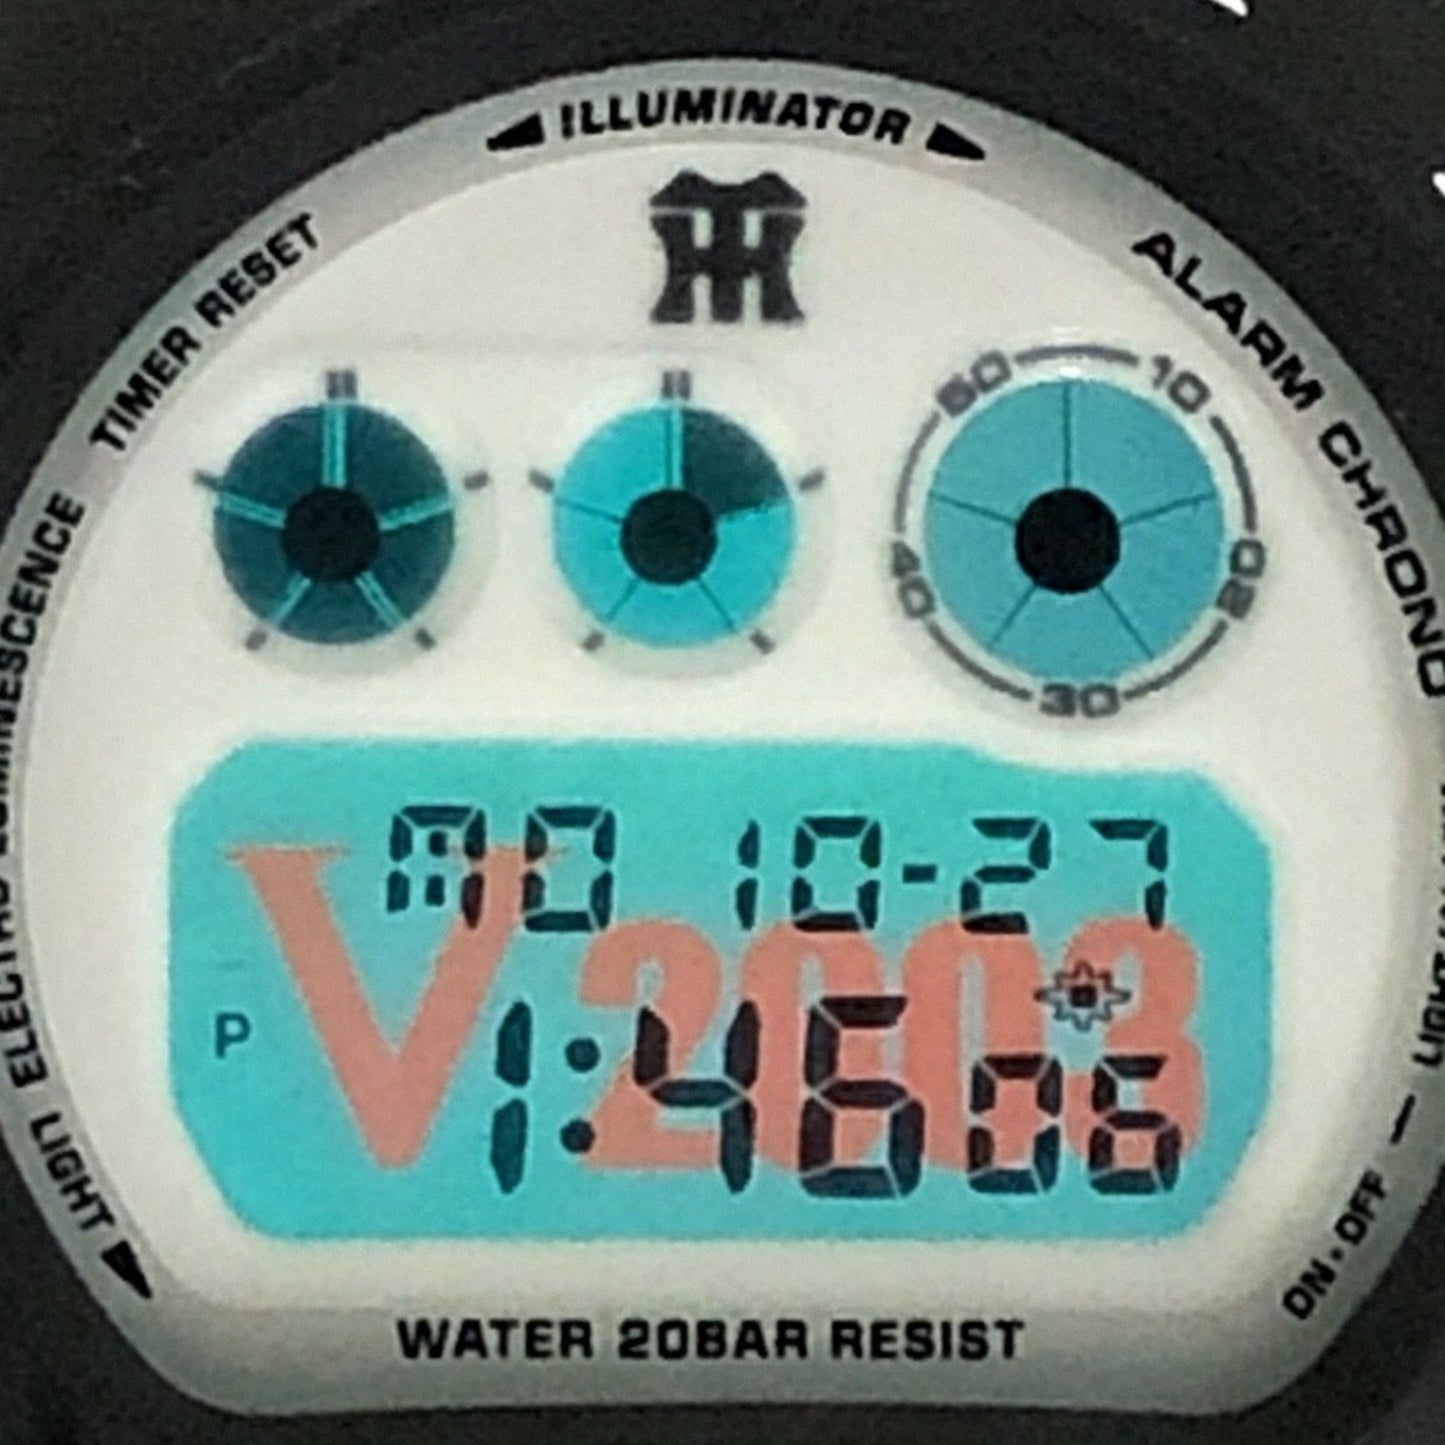 ILLUMINATOR
TIMER RESET
ALARM CHRONO
50 10
40 20
30
MO 10-27
V2003
P 1:46 06
ELECTRO LUMINESCENCE
LIGHT
ON·OFF — LIGHT
WATER 20BAR RESIST